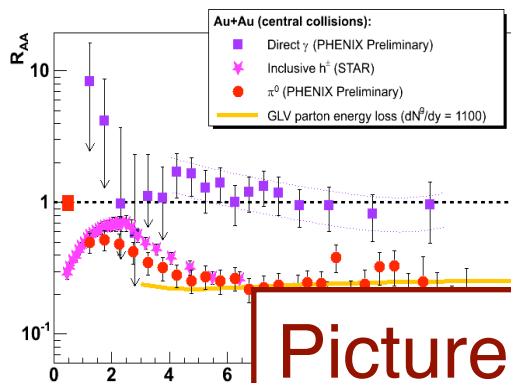 Au+Au (central collisions):
Direct γ (PHENIX Preliminary)
Inclusive h± (STAR)
π⁰ (PHENIX Preliminary)
GLV parton energy loss (dNᵍ/dy = 1100)
R_AA
10
1
10⁻¹
0 2 4 6
Picture